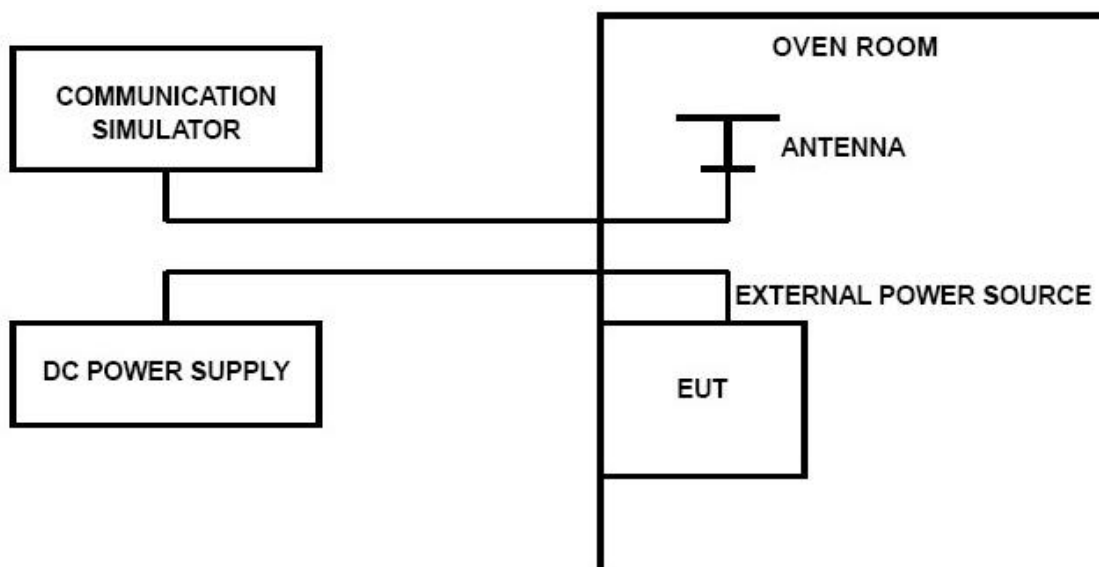 OVEN ROOM
COMMUNICATION
SIMULATOR
ANTENNA
EXTERNAL POWER SOURCE
DC POWER SUPPLY
EUT